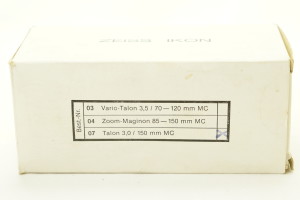 Best.-Nr.
03 Vario-Talon 3,5 / 70 — 120 mm MC
04 Zoom-Maginon 85 — 150 mm MC
07 Talon 3,0 / 150 mm MC X